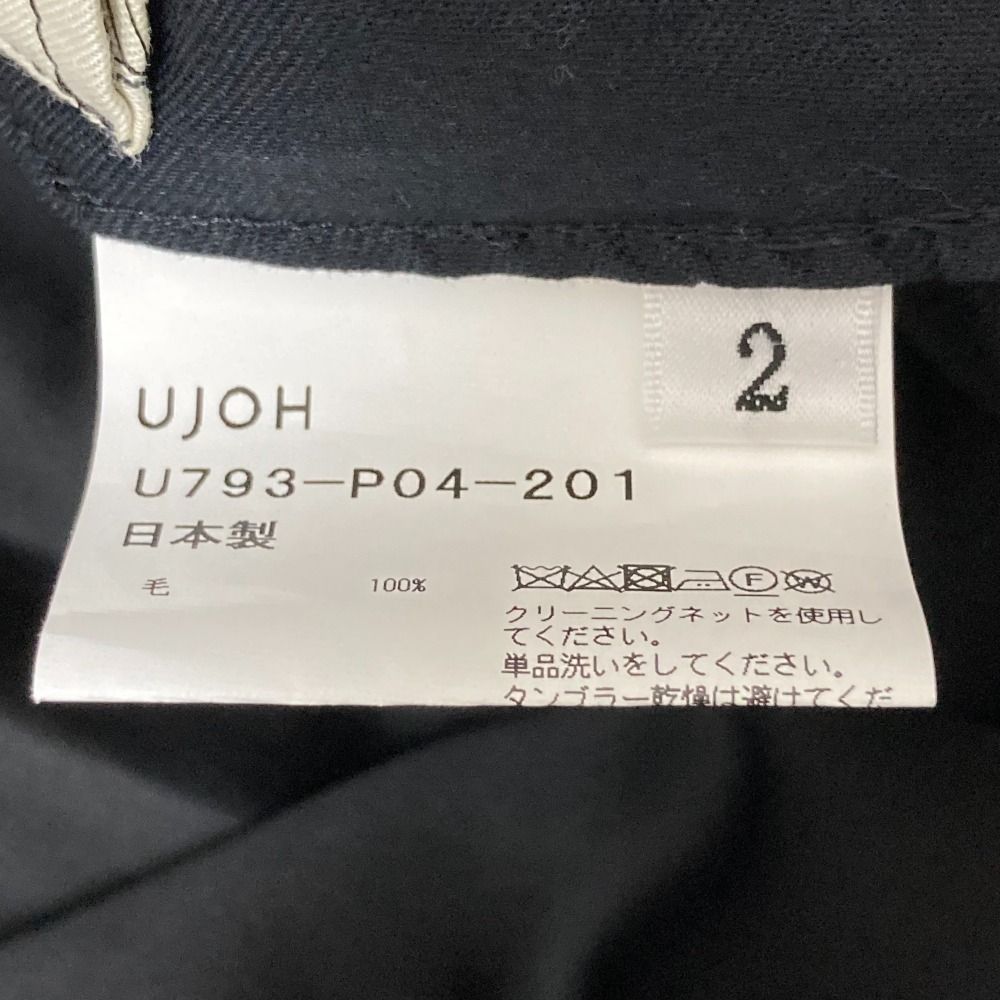 2
UJOH
U793-P04-201
日本製
毛 100%
F W
クリーニングネットを使用し
てください。
単品洗いをしてください。
タンブラー乾燥は避けてくだ